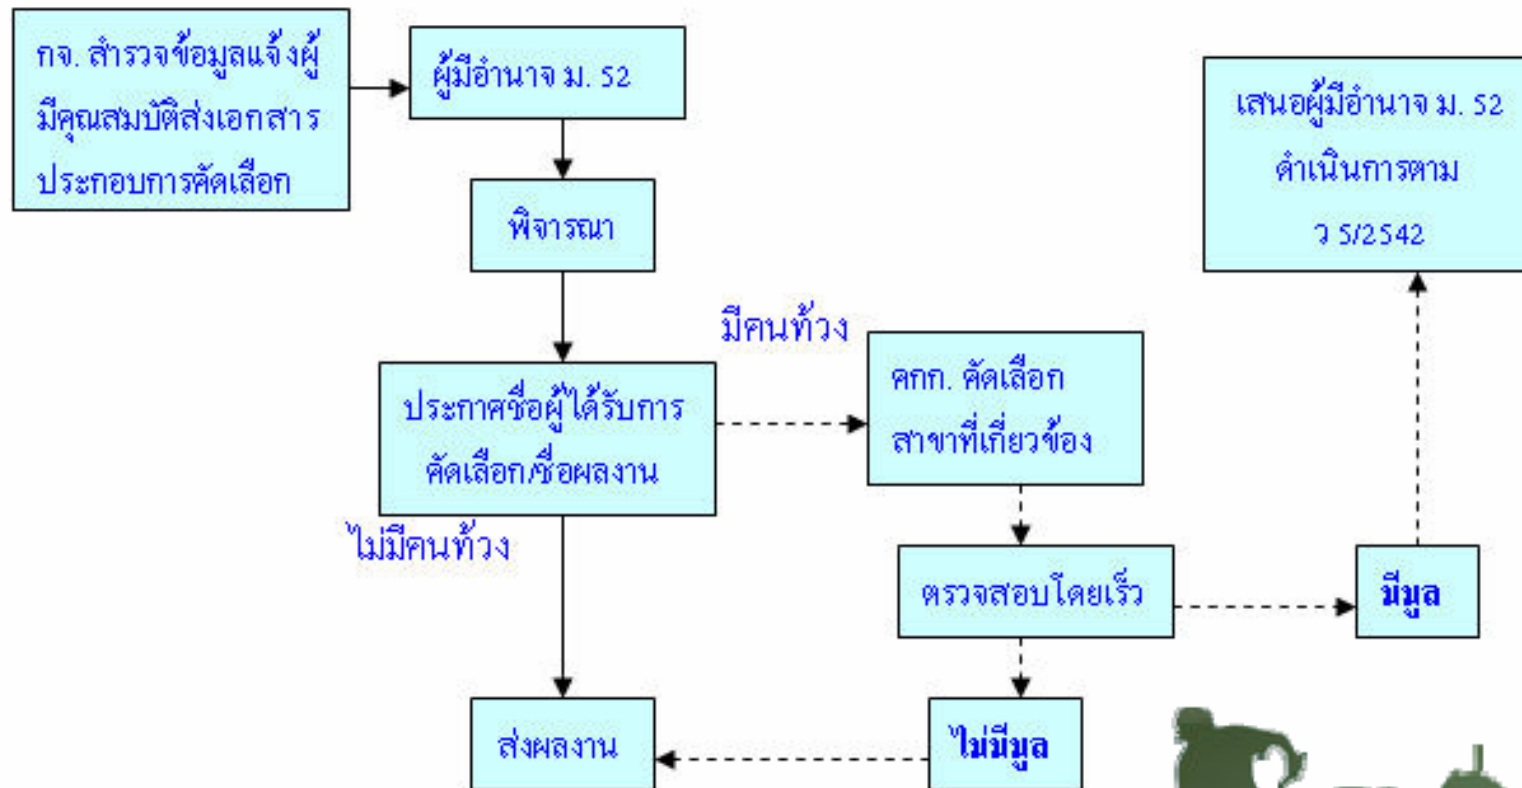 กจ. สำรวจข้อมูลแจ้งผู้
มีคุณสมบัติส่งเอกสาร
ประกอบการคัดเลือก
ผู้มีอำนาจ ม. 52
เสนอผู้มีอำนาจ ม. 52
ดำเนินการตาม
ว 5/2542
พิจารณา
มีคนท้วง
ประกาศชื่อผู้ได้รับการ
คัดเลือก/ชื่อผลงาน
คกก. คัดเลือก
สาขาที่เกี่ยวข้อง
ไม่มีคนท้วง
ตรวจสอบโดยเร็ว
มีมูล
ส่งผลงาน
ไม่มีมูล